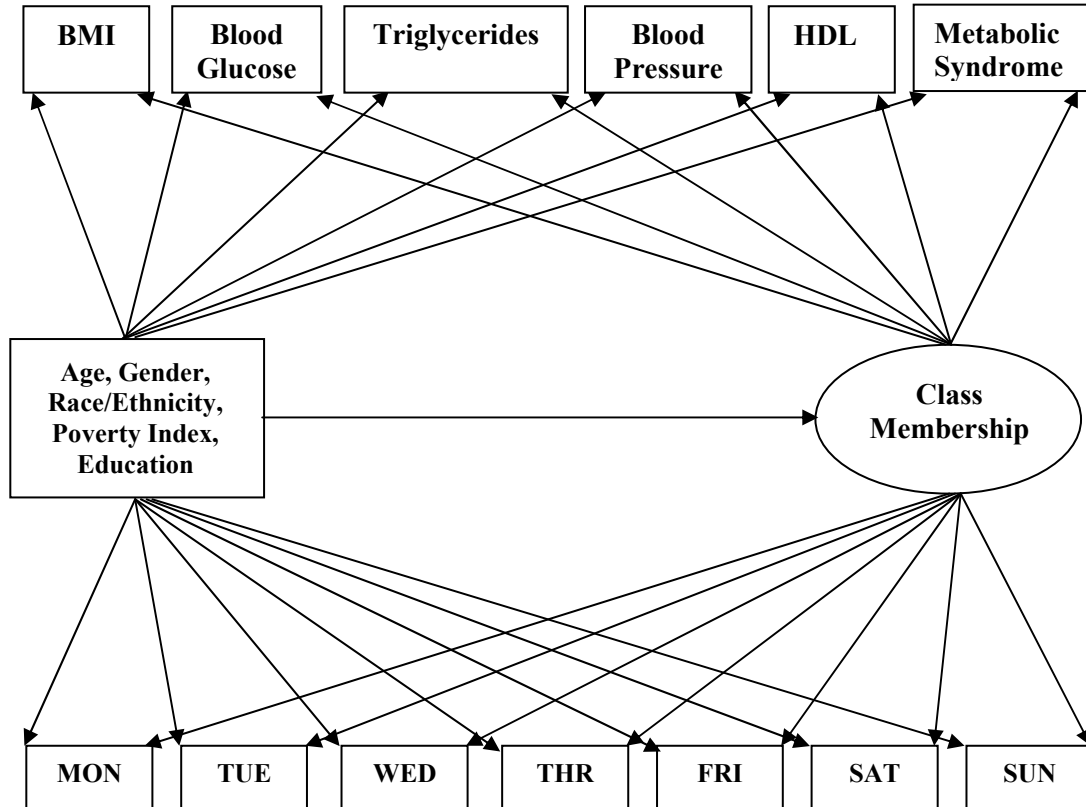 BMI
Blood
Glucose
Triglycerides
Blood
Pressure
HDL
Metabolic
Syndrome
Age, Gender,
Race/Ethnicity,
Poverty Index,
Education
Class
Membership
MON
TUE
WED
THR
FRI
SAT
SUN